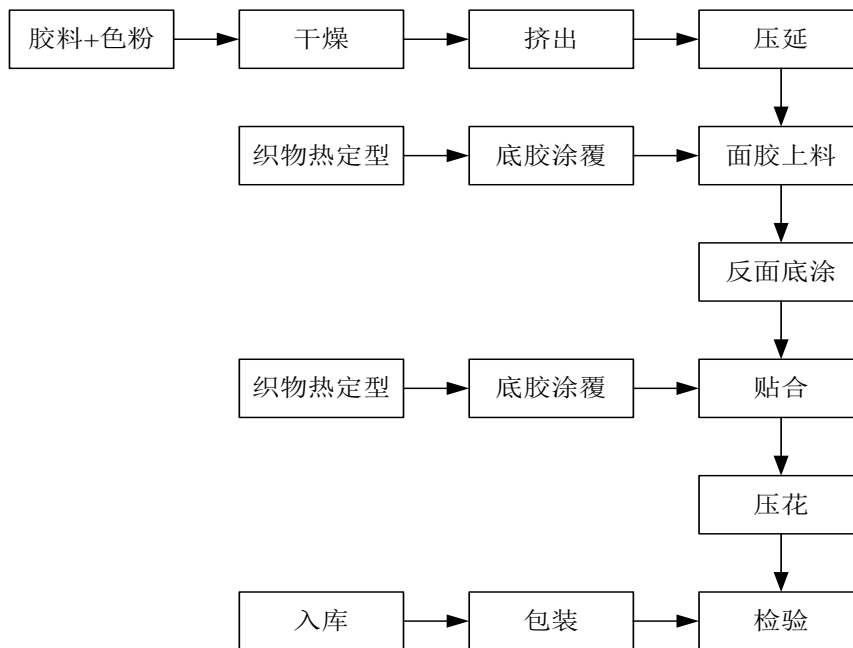 胶料+色粉
干燥
挤出
压延
织物热定型
底胶涂覆
面胶上料
反面底涂
织物热定型
底胶涂覆
贴合
压花
入库
包装
检验